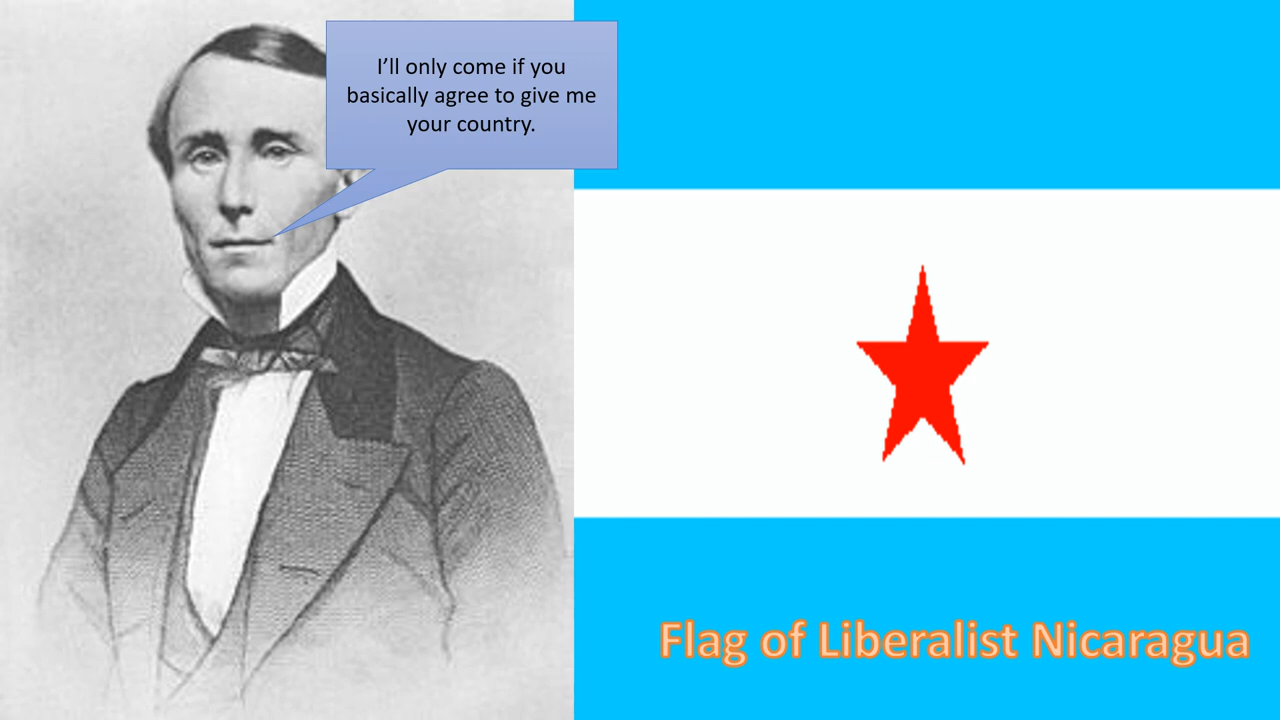 I’ll only come if you
basically agree to give me
your country.
Flag of Liberalist Nicaragua